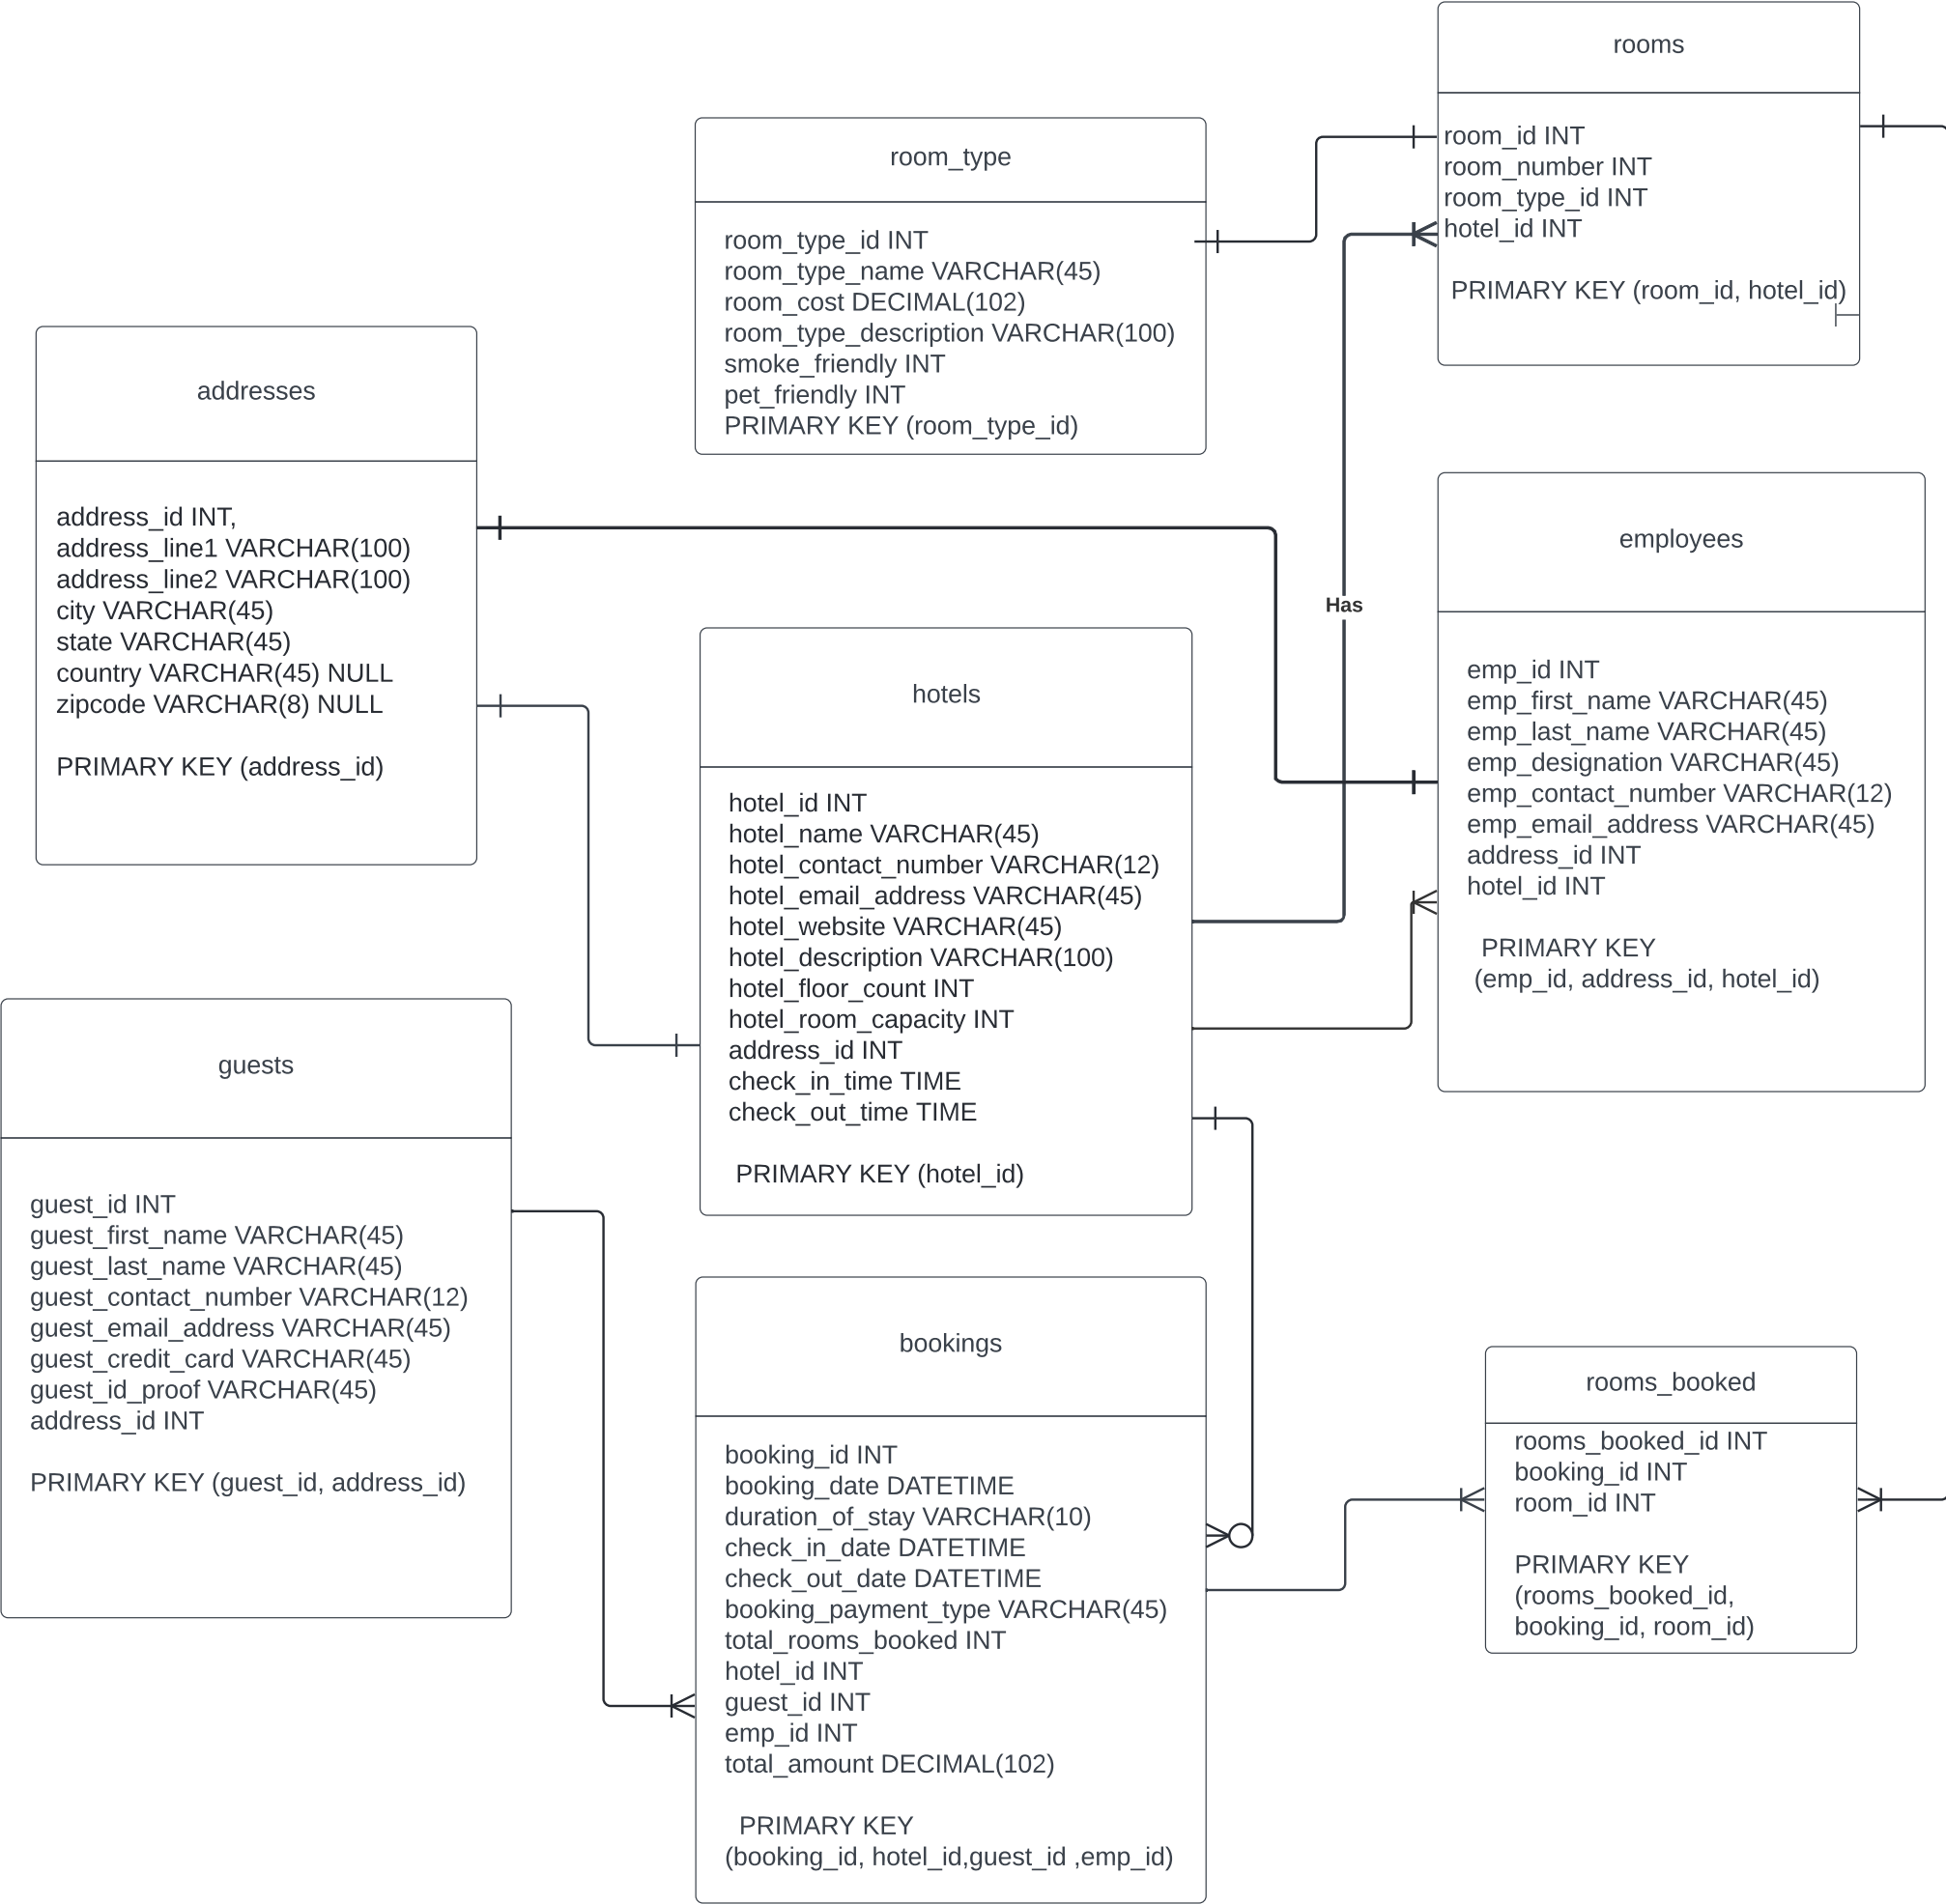 rooms
room_id INT
room_number INT
room_type_id INT
hotel_id INT
PRIMARY KEY (room_id, hotel_id)
room_type
room_type_id INT
room_type_name VARCHAR(45)
room_cost DECIMAL(102)
room_type_description VARCHAR(100)
smoke_friendly INT
pet_friendly INT
PRIMARY KEY (room_type_id)
addresses
address_id INT,
address_line1 VARCHAR(100)
address_line2 VARCHAR(100)
city VARCHAR(45)
state VARCHAR(45)
country VARCHAR(45) NULL
zipcode VARCHAR(8) NULL
PRIMARY KEY (address_id)
Has
employees
emp_id INT
emp_first_name VARCHAR(45)
emp_last_name VARCHAR(45)
emp_designation VARCHAR(45)
emp_contact_number VARCHAR(12)
emp_email_address VARCHAR(45)
address_id INT
hotel_id INT
PRIMARY KEY
(emp_id, address_id, hotel_id)
hotels
hotel_id INT
hotel_name VARCHAR(45)
hotel_contact_number VARCHAR(12)
hotel_email_address VARCHAR(45)
hotel_website VARCHAR(45)
hotel_description VARCHAR(100)
hotel_floor_count INT
hotel_room_capacity INT
address_id INT
check_in_time TIME
check_out_time TIME
PRIMARY KEY (hotel_id)
guests
guest_id INT
guest_first_name VARCHAR(45)
guest_last_name VARCHAR(45)
guest_contact_number VARCHAR(12)
guest_email_address VARCHAR(45)
guest_credit_card VARCHAR(45)
guest_id_proof VARCHAR(45)
address_id INT
PRIMARY KEY (guest_id, address_id)
bookings
booking_id INT
booking_date DATETIME
duration_of_stay VARCHAR(10)
check_in_date DATETIME
check_out_date DATETIME
booking_payment_type VARCHAR(45)
total_rooms_booked INT
hotel_id INT
guest_id INT
emp_id INT
total_amount DECIMAL(102)
PRIMARY KEY
(booking_id, hotel_id,guest_id ,emp_id)
rooms_booked
rooms_booked_id INT
booking_id INT
room_id INT
PRIMARY KEY
(rooms_booked_id,
booking_id, room_id)